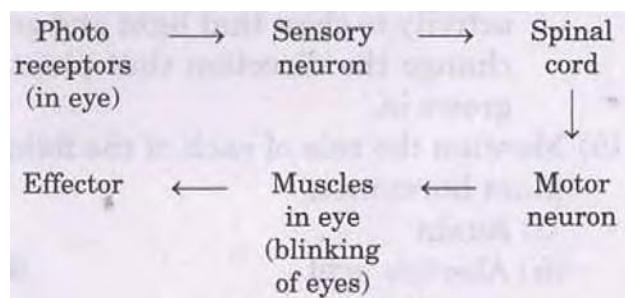 Photo ⟶ Sensory ⟶ Spinal
receptors neuron cord
(in eye)
↓
Effector ⟵ Muscles ⟵ Motor
in eye neuron
(blinking
of eyes)